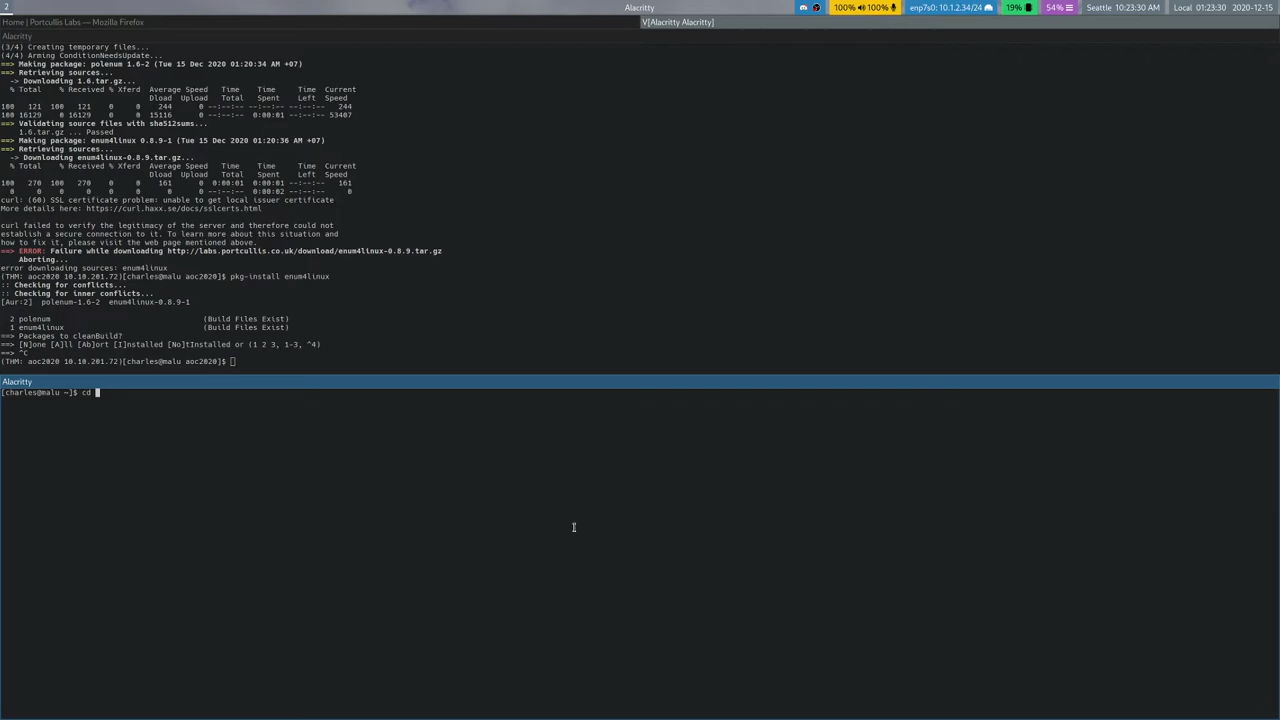 2 Alacritty 100% 100% enp7s0: 10.1.2.34/24 19% 54% Seattle 10:23:30 AM Local 01:23:30 2020-12-15
Home | Portcullis Labs — Mozilla Firefox V[Alacritty Alacritty]
Alacritty
(3/4) Creating temporary files...
(4/4) Arming ConditionNeedsUpdate...
==> Making package: polenum 1.6-2 (Tue 15 Dec 2020 01:20:34 AM +07)
==> Retrieving sources...
-> Downloading 1.6.tar.gz...
% Total % Received % Xferd Average Speed Time Time Time Current
Dload Upload Total Spent Left Speed
100 121 100 121 0 0 244 0 --:--:-- --:--:-- --:--:-- 244
100 16129 0 16129 0 0 15116 0 --:--:-- 0:00:01 --:--:-- 53407
==> Validating source files with sha512sums...
1.6.tar.gz ... Passed
==> Making package: enum4linux 0.8.9-1 (Tue 15 Dec 2020 01:20:36 AM +07)
==> Retrieving sources...
-> Downloading enum4linux-0.8.9.tar.gz...
% Total % Received % Xferd Average Speed Time Time Time Current
Dload Upload Total Spent Left Speed
100 270 100 270 0 0 161 0 0:00:01 0:00:01 --:--:-- 161
0 0 0 0 0 0 0 0 --:--:-- 0:00:02 --:--:-- 0
curl: (60) SSL certificate problem: unable to get local issuer certificate
More details here: https://curl.haxx.se/docs/sslcerts.html
curl failed to verify the legitimacy of the server and therefore could not
establish a secure connection to it. To learn more about this situation and
how to fix it, please visit the web page mentioned above.
==> ERROR: Failure while downloading http://labs.portcullis.co.uk/download/enum4linux-0.8.9.tar.gz
Aborting...
error downloading sources: enum4linux
(THM: aoc2020 10.10.201.72)[charles@malu aoc2020]$ pkg-install enum4linux
:: Checking for conflicts...
:: Checking for inner conflicts...
[Aur:2] polenum-1.6-2 enum4linux-0.8.9-1
2 polenum (Build Files Exist)
1 enum4linux (Build Files Exist)
==> Packages to cleanBuild?
==> [N]one [A]ll [Ab]ort [I]nstalled [No]tInstalled or (1 2 3, 1-3, ^4)
==> ^C
(THM: aoc2020 10.10.201.72)[charles@malu aoc2020]$
Alacritty
[charles@malu ~]$ cd